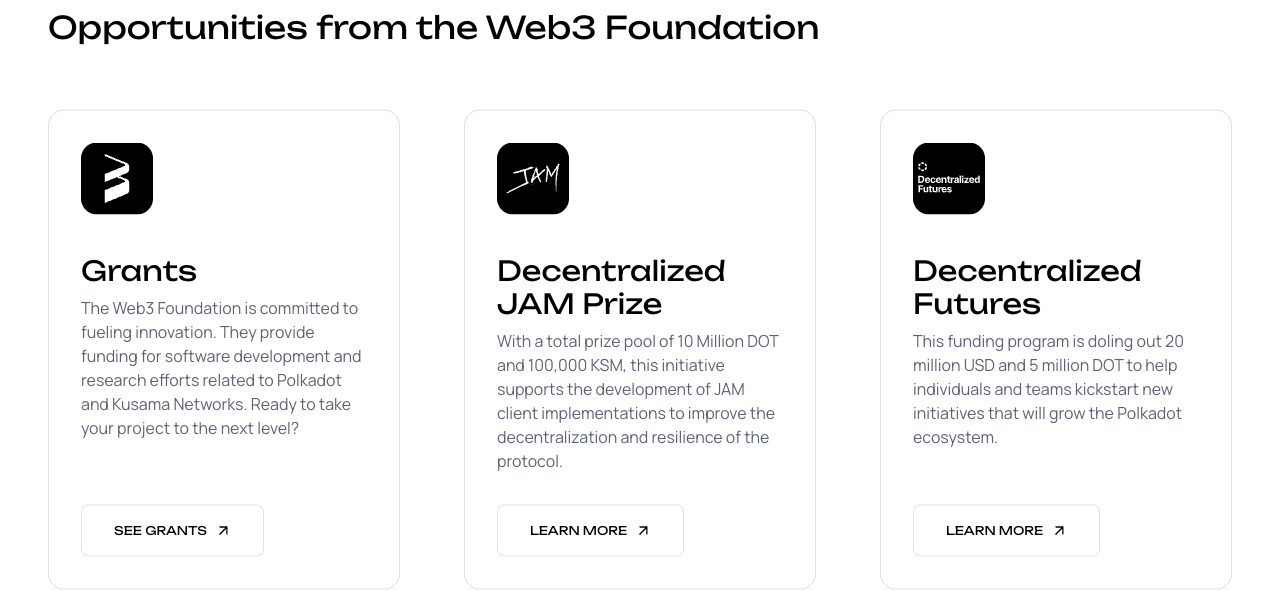 Opportunities from the Web3 Foundation
Grants
The Web3 Foundation is committed to
fueling innovation. They provide
funding for software development and
research efforts related to Polkadot
and Kusama Networks. Ready to take
your project to the next level?
SEE GRANTS
JAM
Decentralized
JAM Prize
With a total prize pool of 10 Million DOT
and 100,000 KSM, this initiative
supports the development of JAM
client implementations to improve the
decentralization and resilience of the
protocol.
LEARN MORE
Decentralized
Futures
Decentralized
Futures
This funding program is doling out 20
million USD and 5 million DOT to help
individuals and teams kickstart new
initiatives that will grow the Polkadot
ecosystem.
LEARN MORE